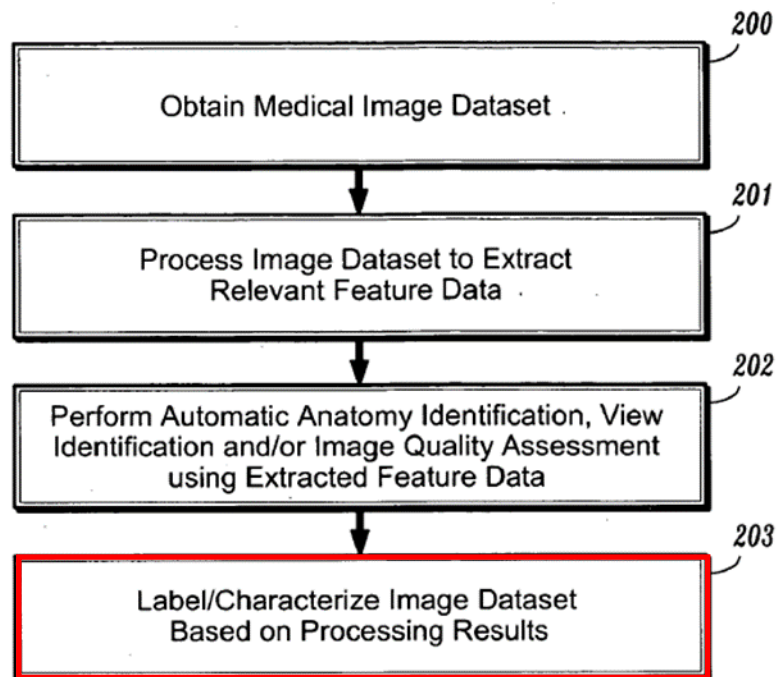 200
Obtain Medical Image Dataset
201
Process Image Dataset to Extract
Relevant Feature Data
202
Perform Automatic Anatomy Identification, View
Identification and/or Image Quality Assessment
using Extracted Feature Data
203
Label/Characterize Image Dataset
Based on Processing Results